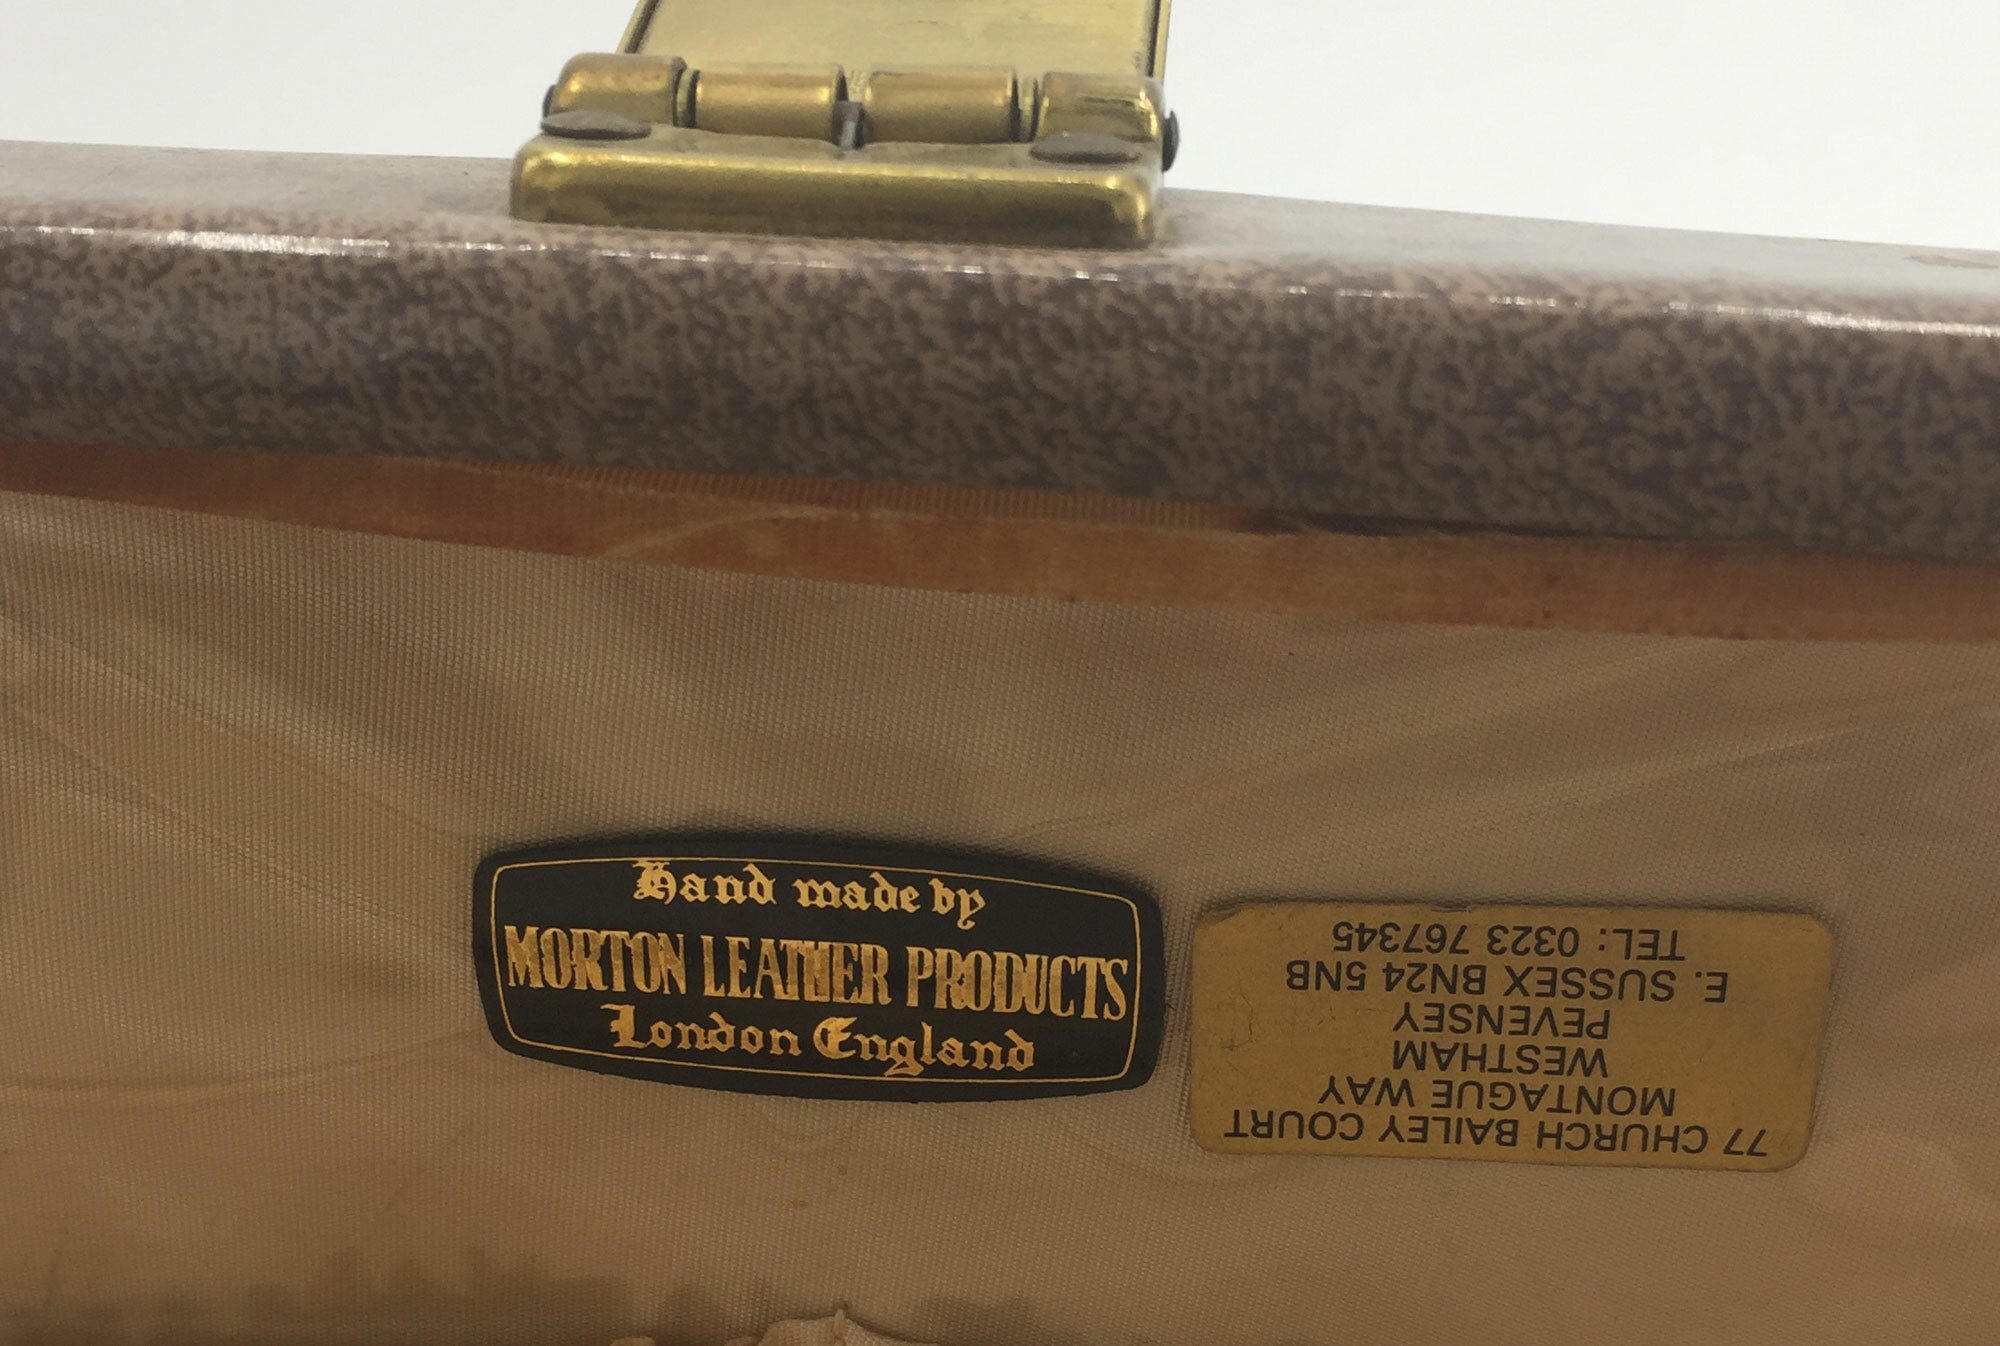 Hand made by
MORTON LEATHER PRODUCTS
London England
77 CHURCH BAILEY COURT
MONTAGUE WAY
WESTHAM
PEVENSEY
E. SUSSEX BN24 5NB
TEL: 0323 767345